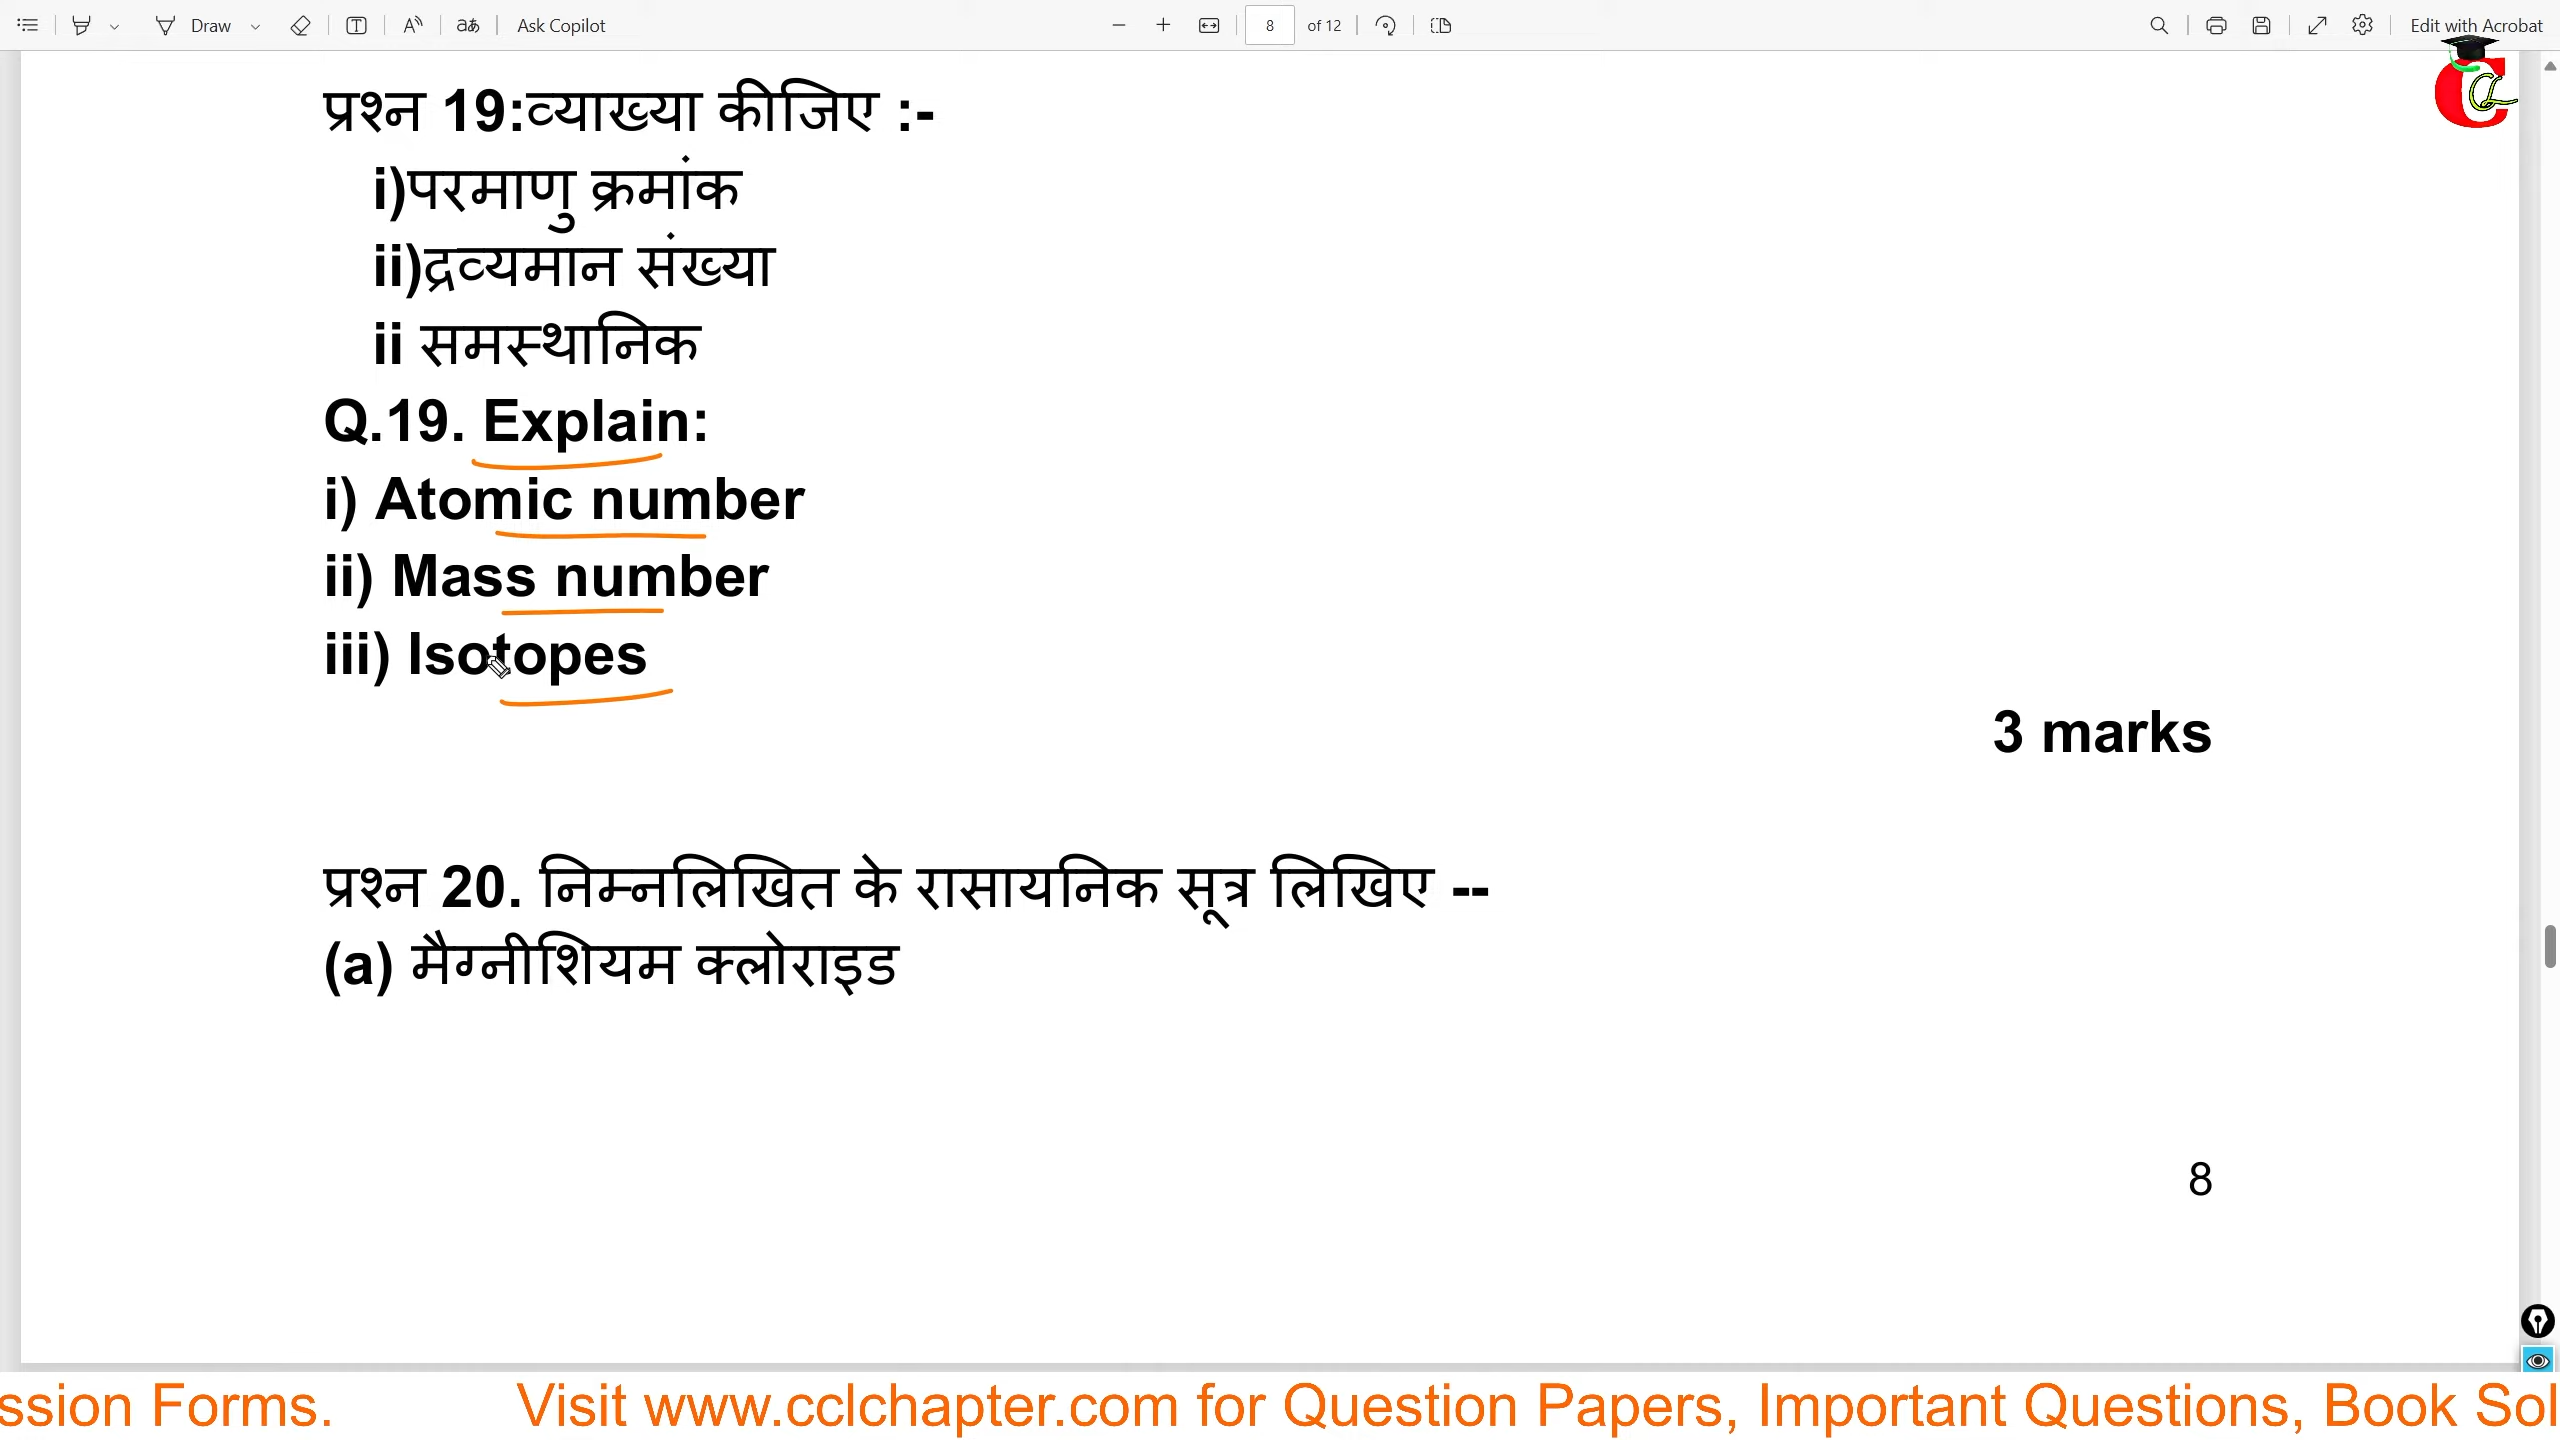 Draw
Ask Copilot
8 of 12
Edit with Acrobat
प्रश्न 19:व्याख्या कीजिए :-
i)परमाणु क्रमांक
ii)द्रव्यमान संख्या
ii समस्थानिक
Q.19. Explain:
i) Atomic number
ii) Mass number
iii) Isotopes
3 marks
प्रश्न 20. निम्नलिखित के रासायनिक सूत्र लिखिए --
(a) मैग्नीशियम क्लोराइड
8
ssion Forms. Visit www.cclchapter.com for Question Papers, Important Questions, Book Sol